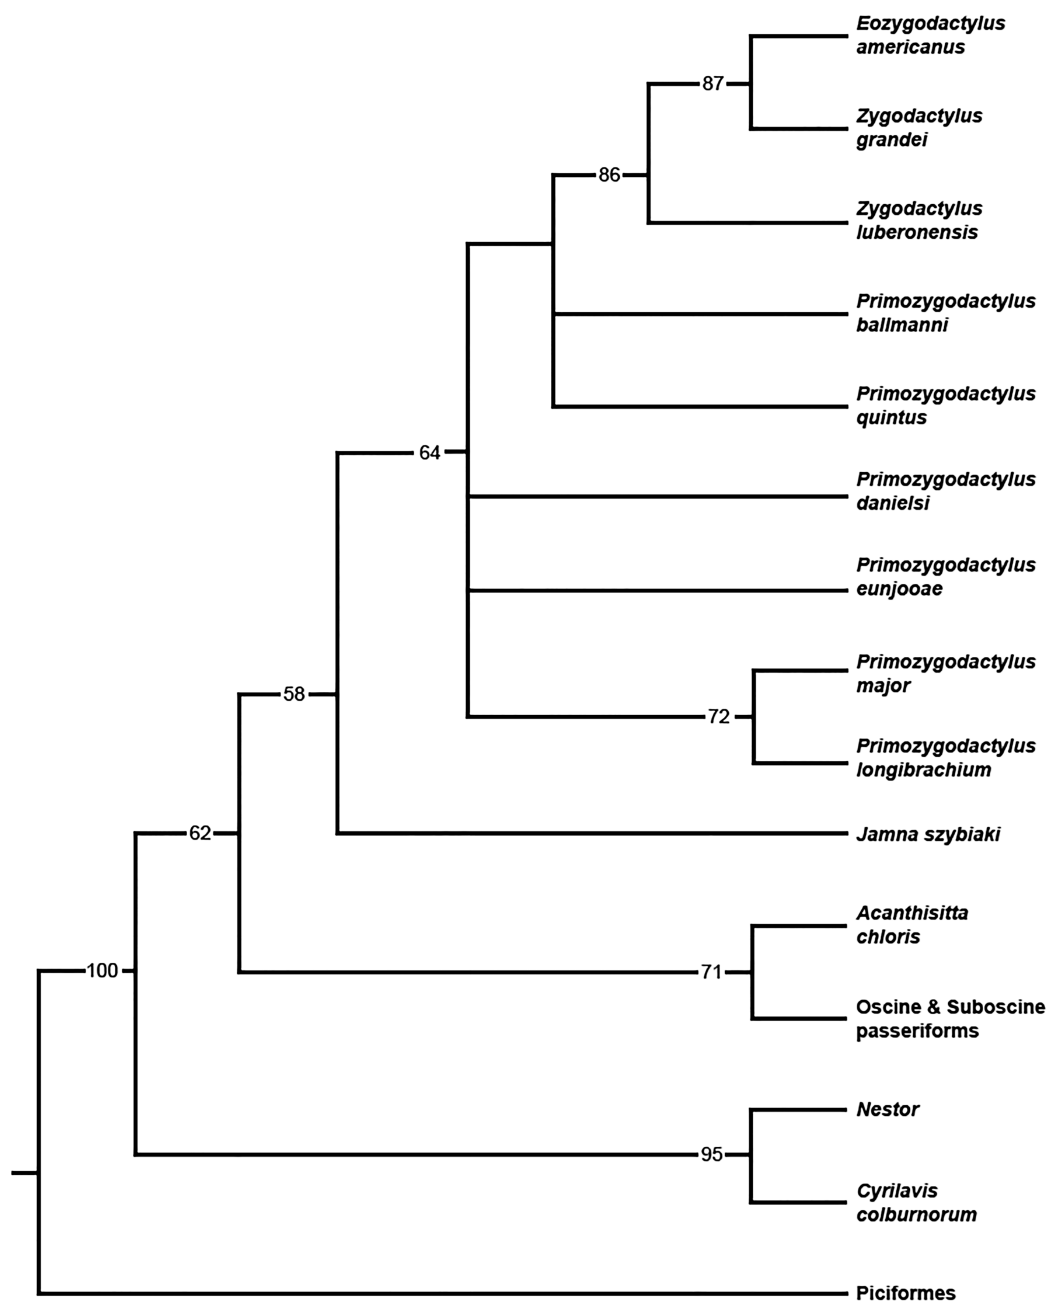 Eozygodactylus
americanus
87
Zygodactylus
grandei
86
Zygodactylus
luberonensis
Primozygodactylus
ballmanni
Primozygodactylus
quintus
64
Primozygodactylus
danielsi
Primozygodactylus
eunjooae
Primozygodactylus
major
58
72
Primozygodactylus
longibrachium
62
Jamna szybiaki
Acanthisitta
chloris
100
71
Oscine & Suboscine
passeriforms
Nestor
95
Cyrilavis
colburnorum
Piciformes